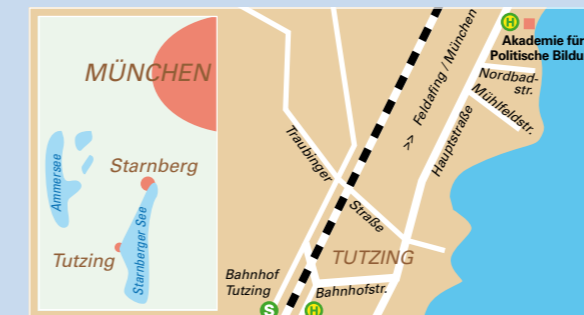 MÜNCHEN
Starnberg
Ammersee
Starnberger See
Tutzing
H
Akademie für
Politische Bildu
Nordbad-
str.
Mühlfeldstr.
>> Feldafing / München
Hauptstraße
Traubinger
Straße
TUTZING
Bahnhof
Tutzing
S
H
Bahnhofstr.